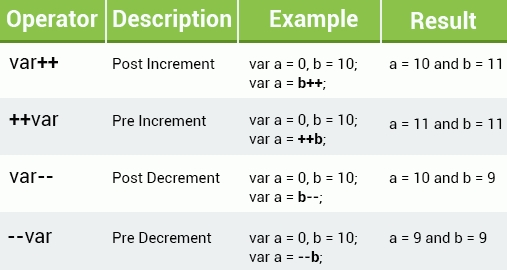 Operator Description Example Result
var++ Post Increment var a = 0, b = 10; a = 10 and b = 11
var a = b++;
++var Pre Increment var a = 0, b = 10; a = 11 and b = 11
var a = ++b;
var-- Post Decrement var a = 0, b = 10; a = 10 and b = 9
var a = b--;
--var Pre Decrement var a = 0, b = 10; a = 9 and b = 9
var a = --b;